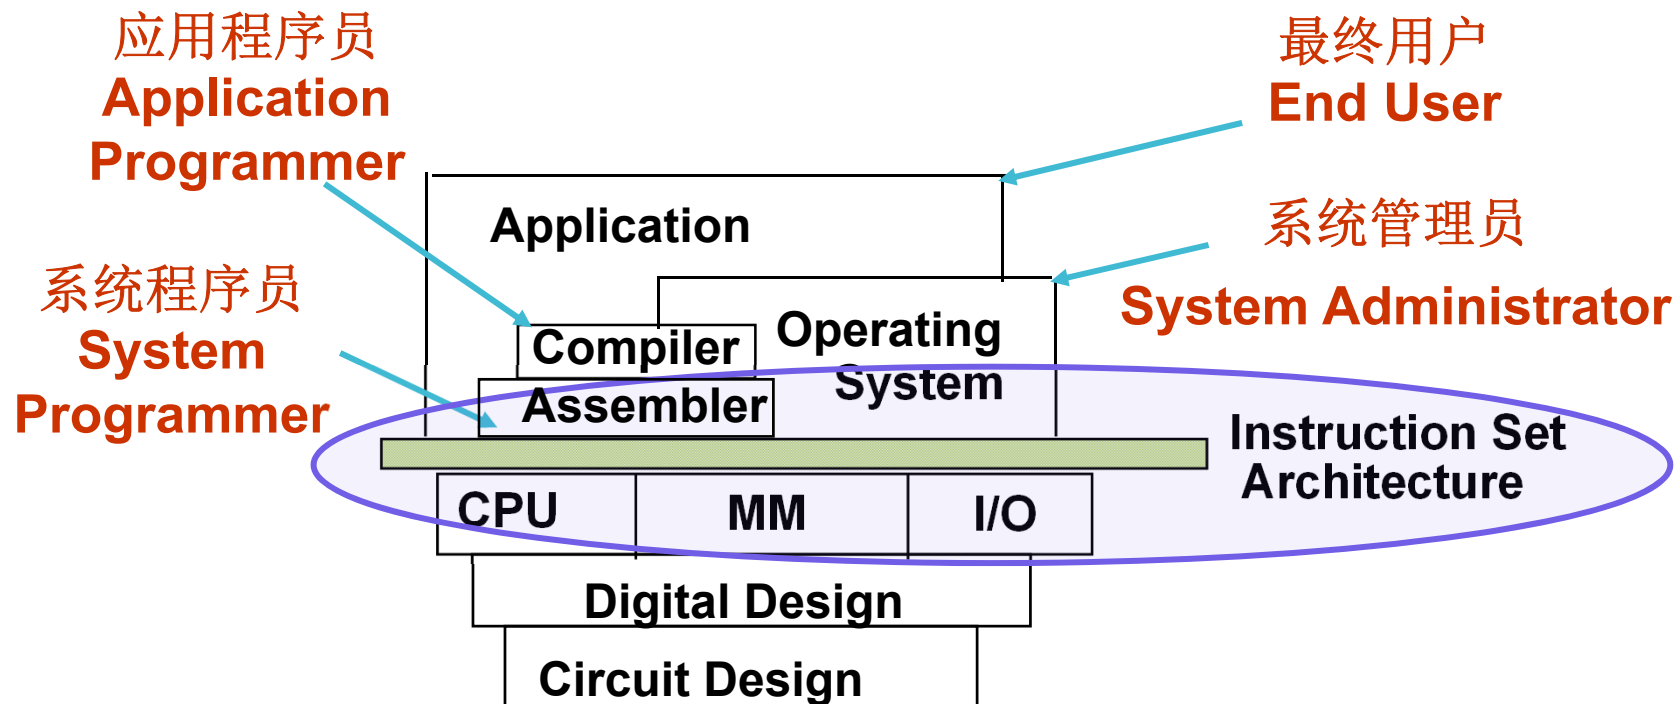 应用程序员
Application
Programmer
最终用户
End User
Application
系统管理员
System Administrator
系统程序员
System
Programmer
Compiler
Operating
System
Assembler
Instruction Set
Architecture
CPU
MM
I/O
Digital Design
Circuit Design